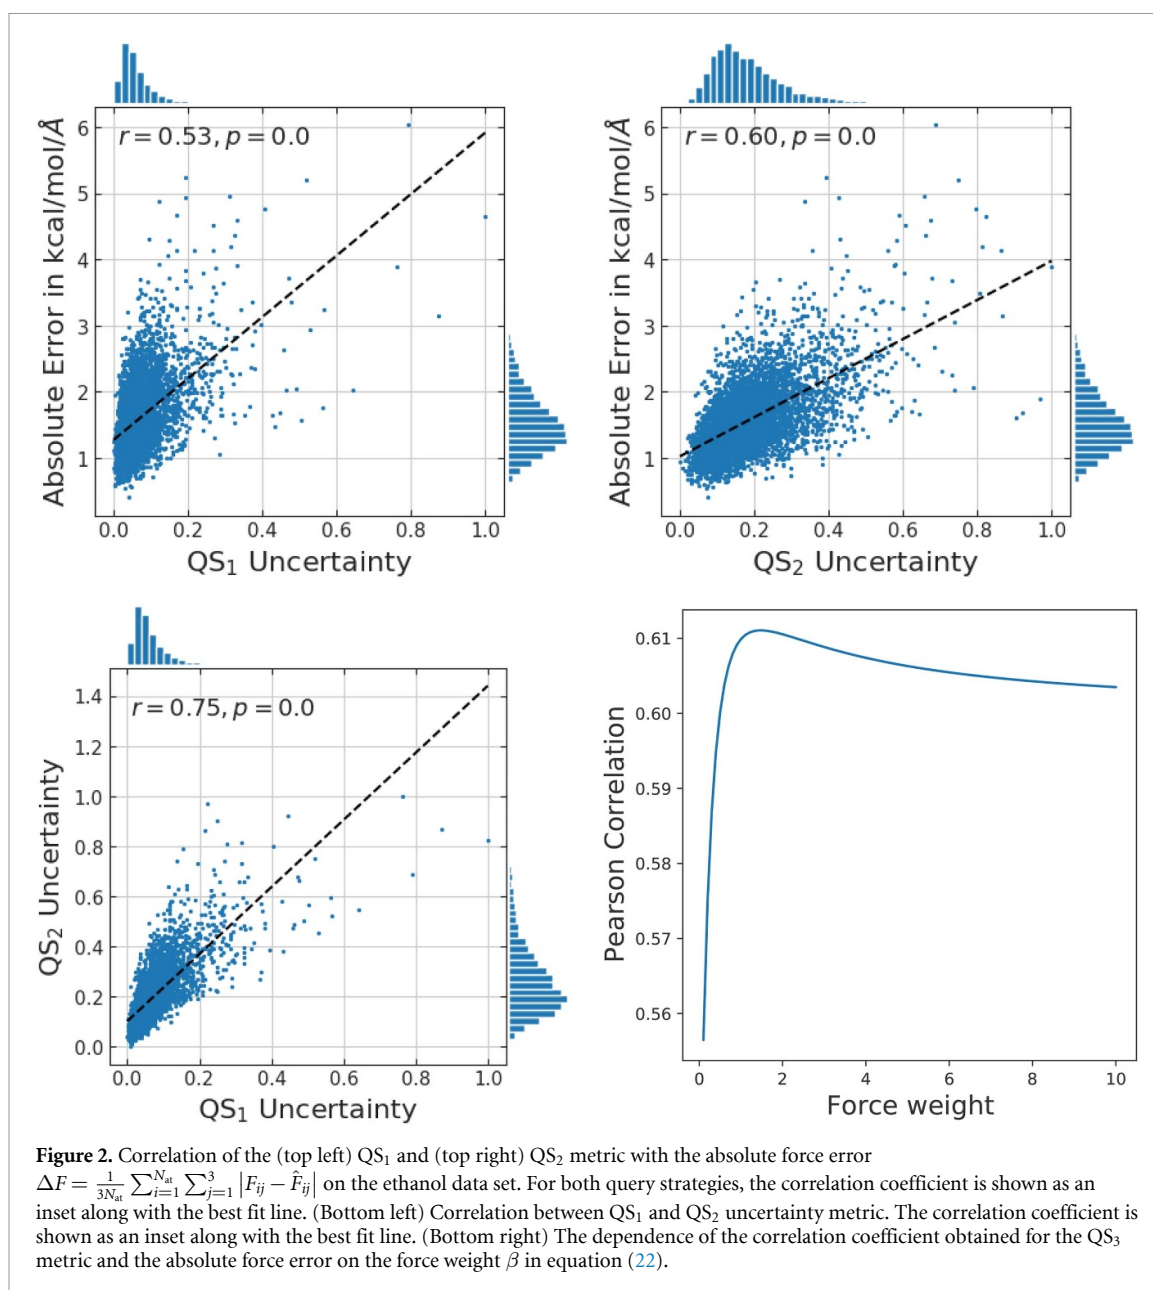 r = 0.53, p = 0.0
Absolute Error in kcal/mol/Å
6
5
4
3
2
1
0.0 0.2 0.4 0.6 0.8 1.0
QS₁ Uncertainty
r = 0.60, p = 0.0
Absolute Error in kcal/mol/Å
6
5
4
3
2
1
0.0 0.2 0.4 0.6 0.8 1.0
QS₂ Uncertainty
r = 0.75, p = 0.0
QS₂ Uncertainty
1.4
1.2
1.0
0.8
0.6
0.4
0.2
0.0
0.0 0.2 0.4 0.6 0.8 1.0
QS₁ Uncertainty
Pearson Correlation
0.61
0.60
0.59
0.58
0.57
0.56
0 2 4 6 8 10
Force weight
Figure 2. Correlation of the (top left) QS₁ and (top right) QS₂ metric with the absolute force error
ΔF = 1/(3N_at) ∑_{i=1}^{N_at} ∑_{j=1}^{3} |F_ij − F̂_ij| on the ethanol data set. For both query strategies, the correlation coefficient is shown as an
inset along with the best fit line. (Bottom left) Correlation between QS₁ and QS₂ uncertainty metric. The correlation coefficient is
shown as an inset along with the best fit line. (Bottom right) The dependence of the correlation coefficient obtained for the QS₃
metric and the absolute force error on the force weight β in equation (22).